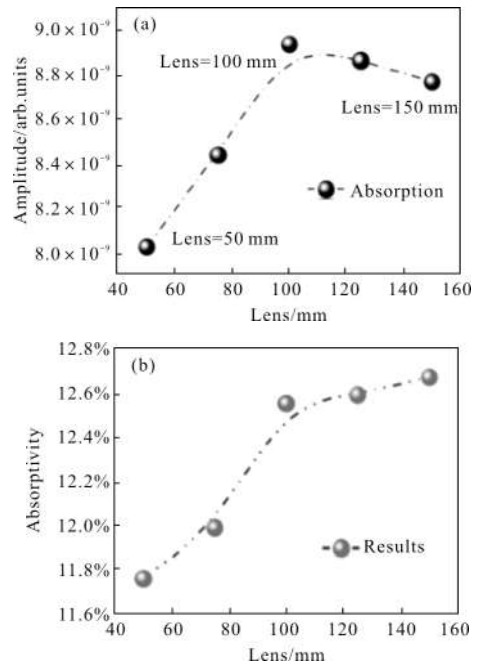 (a)
9.0×10⁻⁹
8.8×10⁻⁹
8.6×10⁻⁹
8.4×10⁻⁹
8.2×10⁻⁹
8.0×10⁻⁹
Amplitude/arb.units
Lens=100 mm
Lens=150 mm
Absorption
Lens=50 mm
40 60 80 100 120 140 160
Lens/mm
(b)
12.8%
12.6%
12.4%
12.2%
12.0%
11.8%
11.6%
Absorptivity
Results
40 60 80 100 120 140 160
Lens/mm